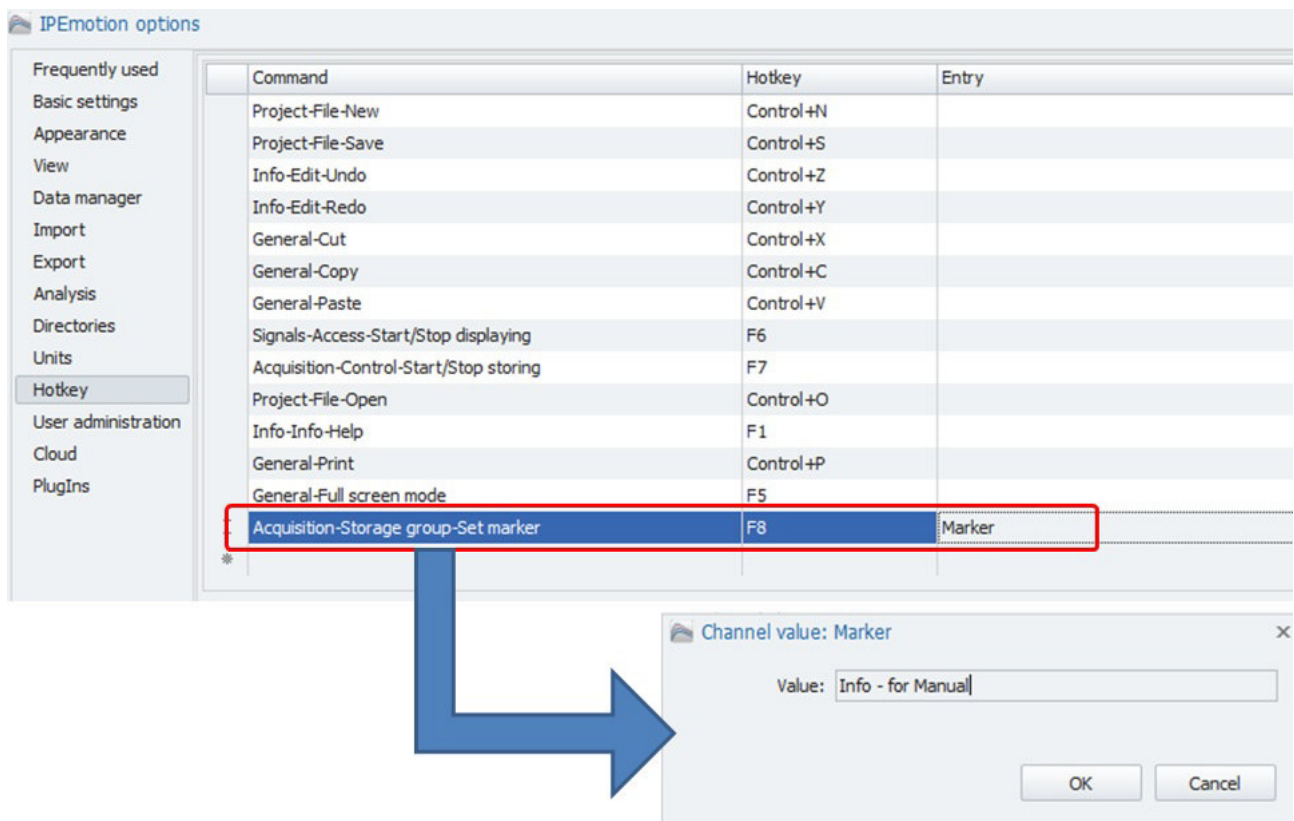 IPEmotion options
Frequently used
Basic settings
Appearance
View
Data manager
Import
Export
Analysis
Directories
Units
Hotkey
User administration
Cloud
PlugIns
Command Hotkey Entry
Project-File-New Control+N
Project-File-Save Control+S
Info-Edit-Undo Control+Z
Info-Edit-Redo Control+Y
General-Cut Control+X
General-Copy Control+C
General-Paste Control+V
Signals-Access-Start/Stop displaying F6
Acquisition-Control-Start/Stop storing F7
Project-File-Open Control+O
Info-Info-Help F1
General-Print Control+P
General-Full screen mode F5
Acquisition-Storage group-Set marker F8 Marker
Channel value: Marker
Value: Info - for Manual
OK Cancel